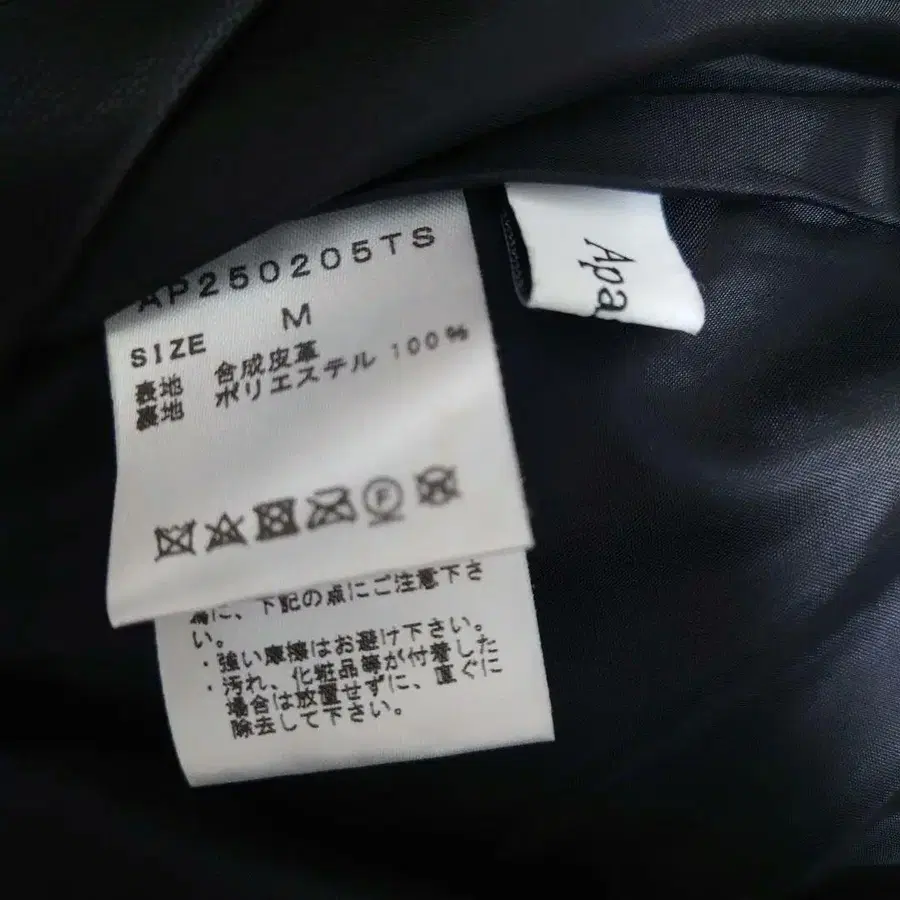 AP250205TS
SIZE M
表地 合成皮革
裏地 ポリエステル 100%
F
に、下記の点にご注意下さ
い。
・強い摩擦はお避け下さい。
・汚れ、化粧品等が付着した
場合は放置せずに、直ぐに
除去して下さい。
Apa